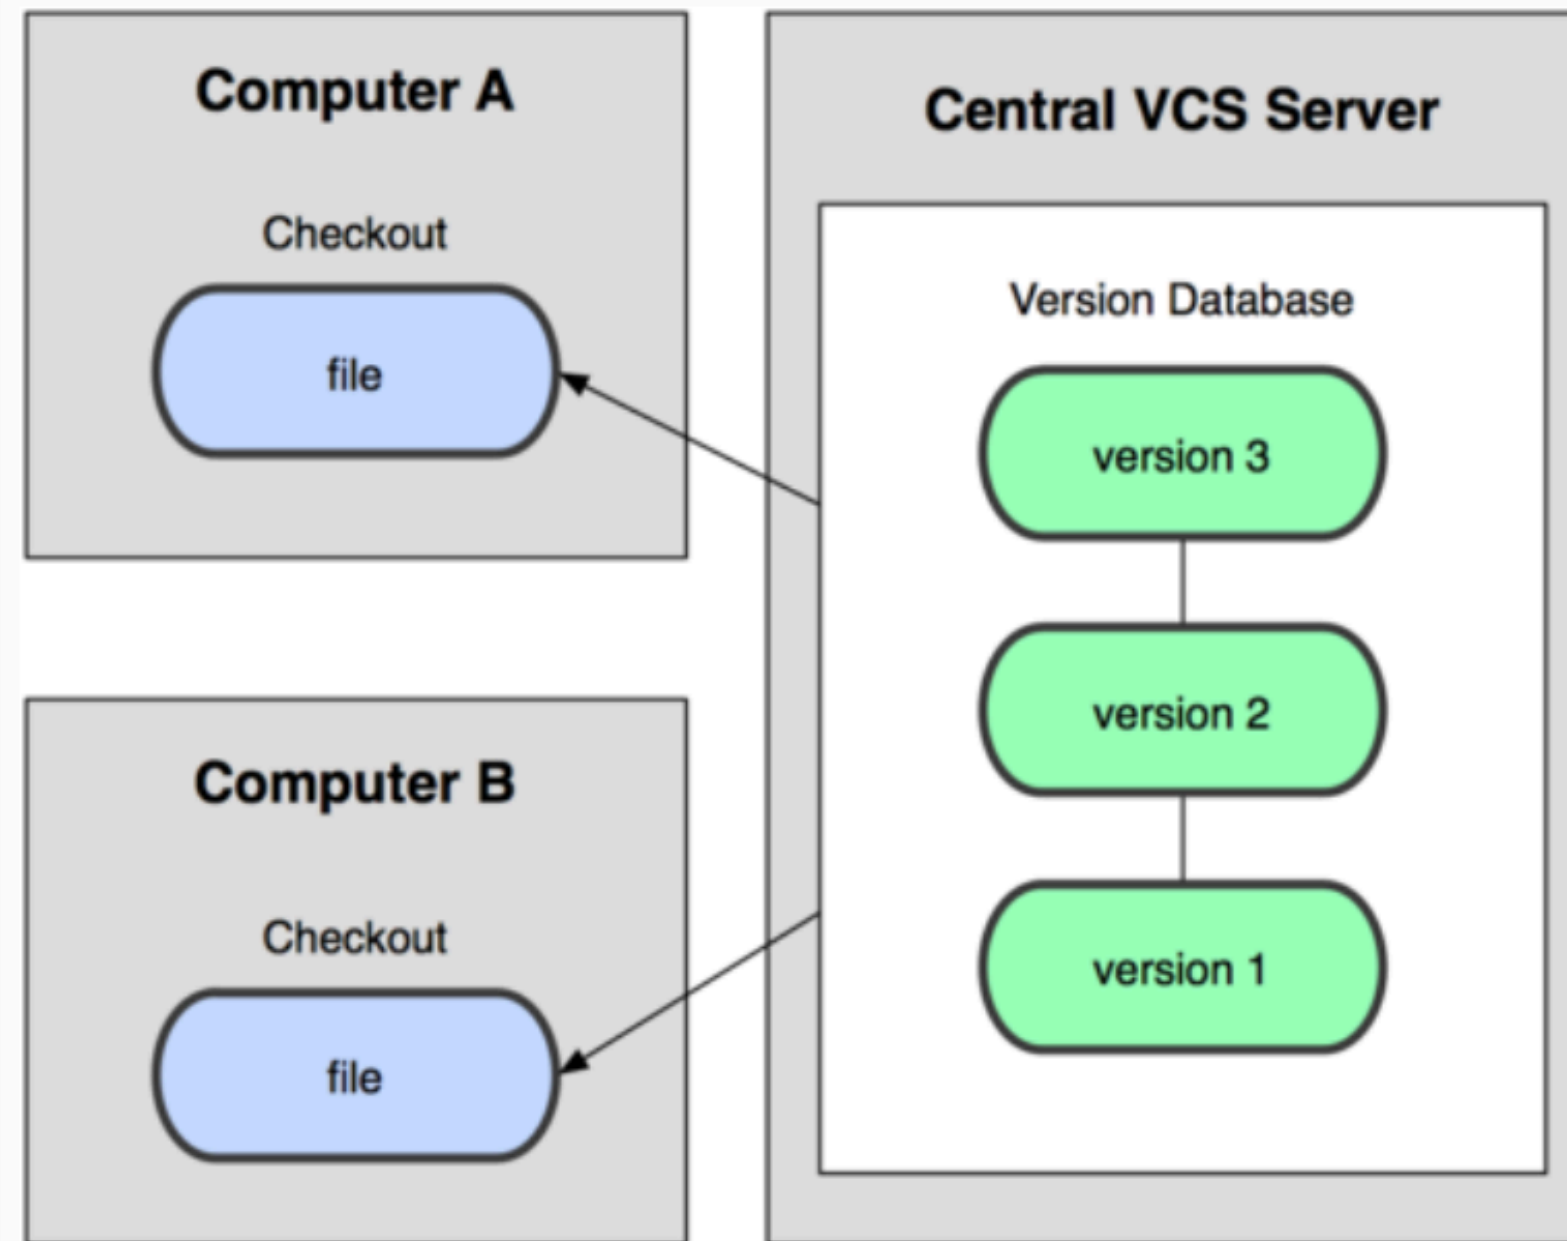 Computer A
Checkout
file
Computer B
Checkout
file
Central VCS Server
Version Database
version 3
version 2
version 1